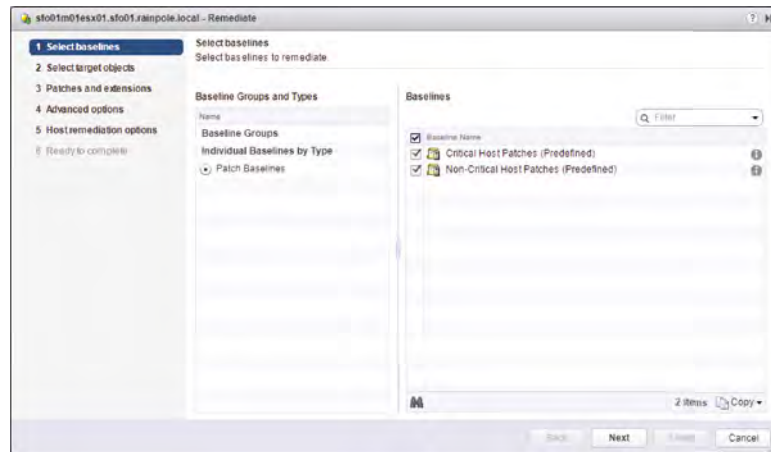 sfo01m01esx01.sfo01.rainpole.local - Remediate
?
1 Select baselines
2 Select target objects
3 Patches and extensions
4 Advanced options
5 Host remediation options
6 Ready to complete
Select baselines
Select baselines to remediate.
Baseline Groups and Types
Name
Baseline Groups
Individual Baselines by Type
Patch Baselines
Baselines
Filter
Baseline Name
Critical Host Patches (Predefined)
Non-Critical Host Patches (Predefined)
2 items Copy
Back Next Finish Cancel